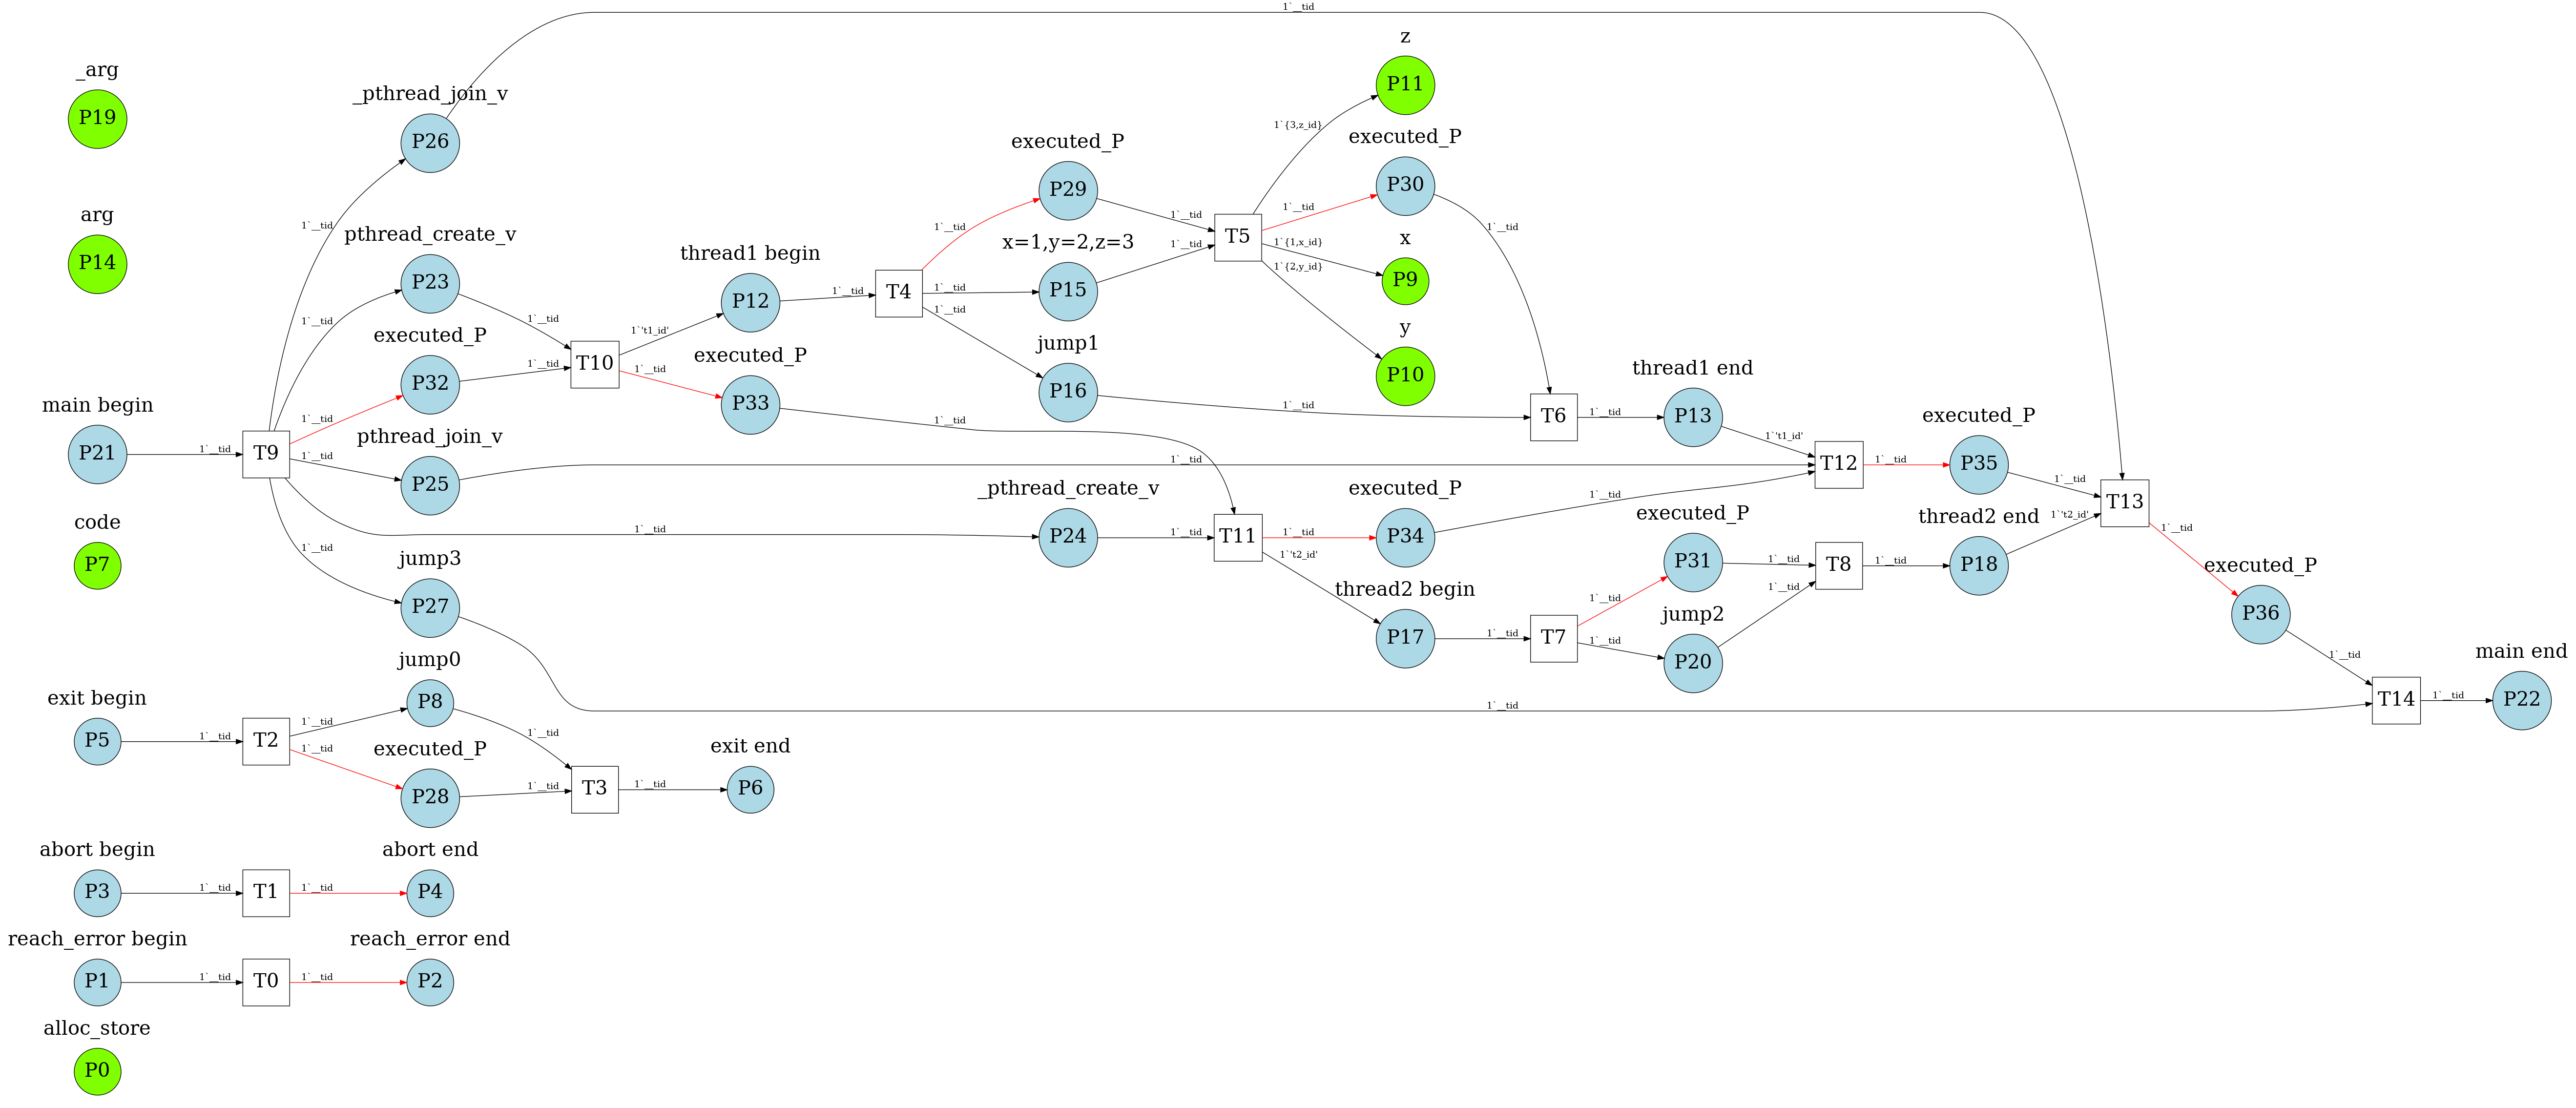 1`__tid
z
_arg
P11
_pthread_join_v
P19
1`{3,z_id}
executed_P
executed_P
P26
P29
P30
1`__tid
1`__tid
arg
1`__tid
1`__tid
1`__tid
pthread_create_v
T5
x
P14
x=1,y=2,z=3
1`__tid
1`{1,x_id}
thread1 begin
1`{2,y_id}
P23
P9
P12
1`__tid
T4
1`__tid
P15
1`__tid
1`__tid
1`__tid
y
executed_P
1`'t1_id'
jump1
thread1 end
executed_P
T10
1`__tid
1`__tid
P10
P32
P16
main begin
P33
1`__tid
T6
1`__tid
P13
executed_P
1`__tid
1`__tid
pthread_join_v
1`'t1_id'
P21
1`__tid
T9
1`__tid
1`__tid
T12
1`__tid
P35
P25
_pthread_create_v
executed_P
1`__tid
1`__tid
T13
code
executed_P
thread2 end
1`'t2_id'
1`__tid
P24
1`__tid
T11
1`__tid
P34
1`__tid
1`__tid
jump3
1`'t2_id'
P31
1`__tid
T8
1`__tid
P18
executed_P
P7
thread2 begin
1`__tid
1`__tid
P27
jump2
P36
P17
1`__tid
T7
1`__tid
P20
1`__tid
main end
jump0
exit begin
P8
1`__tid
T14
1`__tid
P22
1`__tid
P5
1`__tid
T2
1`__tid
1`__tid
executed_P
exit end
P28
1`__tid
T3
1`__tid
P6
abort begin
abort end
P3
1`__tid
T1
1`__tid
P4
reach_error begin
reach_error end
P1
1`__tid
T0
1`__tid
P2
alloc_store
P0